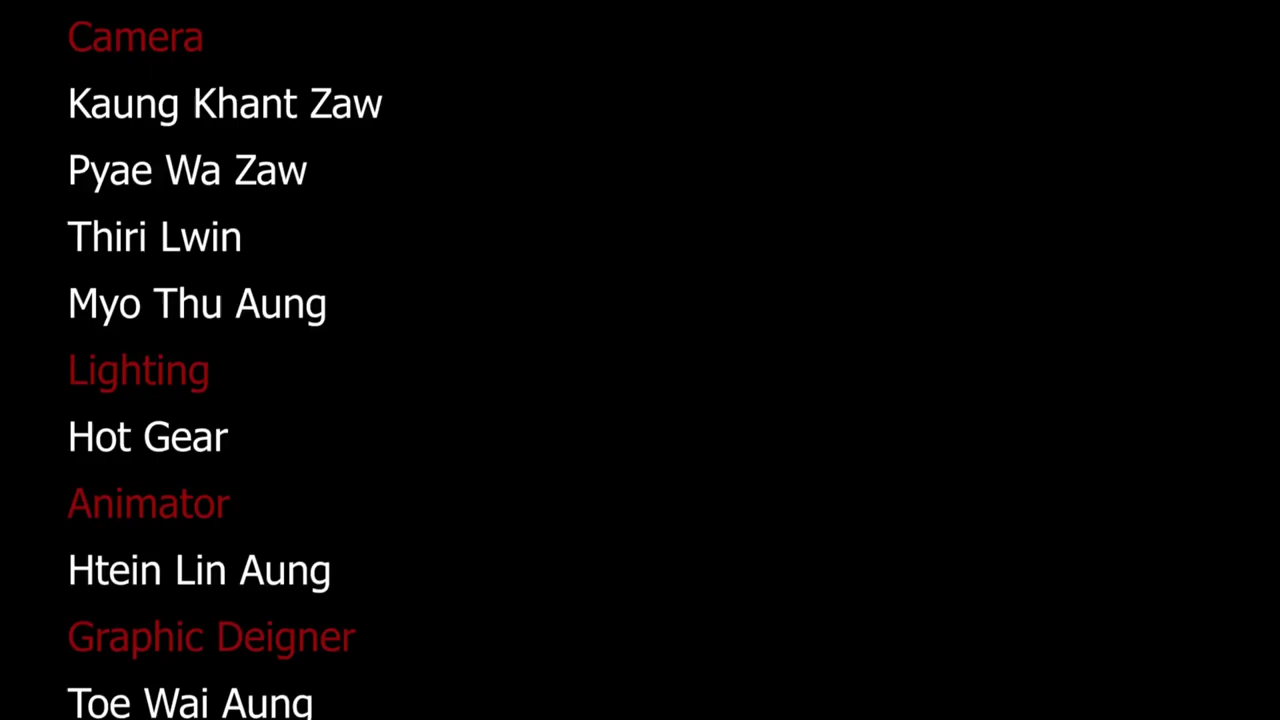 Camera
Kaung Khant Zaw
Pyae Wa Zaw
Thiri Lwin
Myo Thu Aung
Lighting
Hot Gear
Animator
Htein Lin Aung
Graphic Deigner
Toe Wai Aung